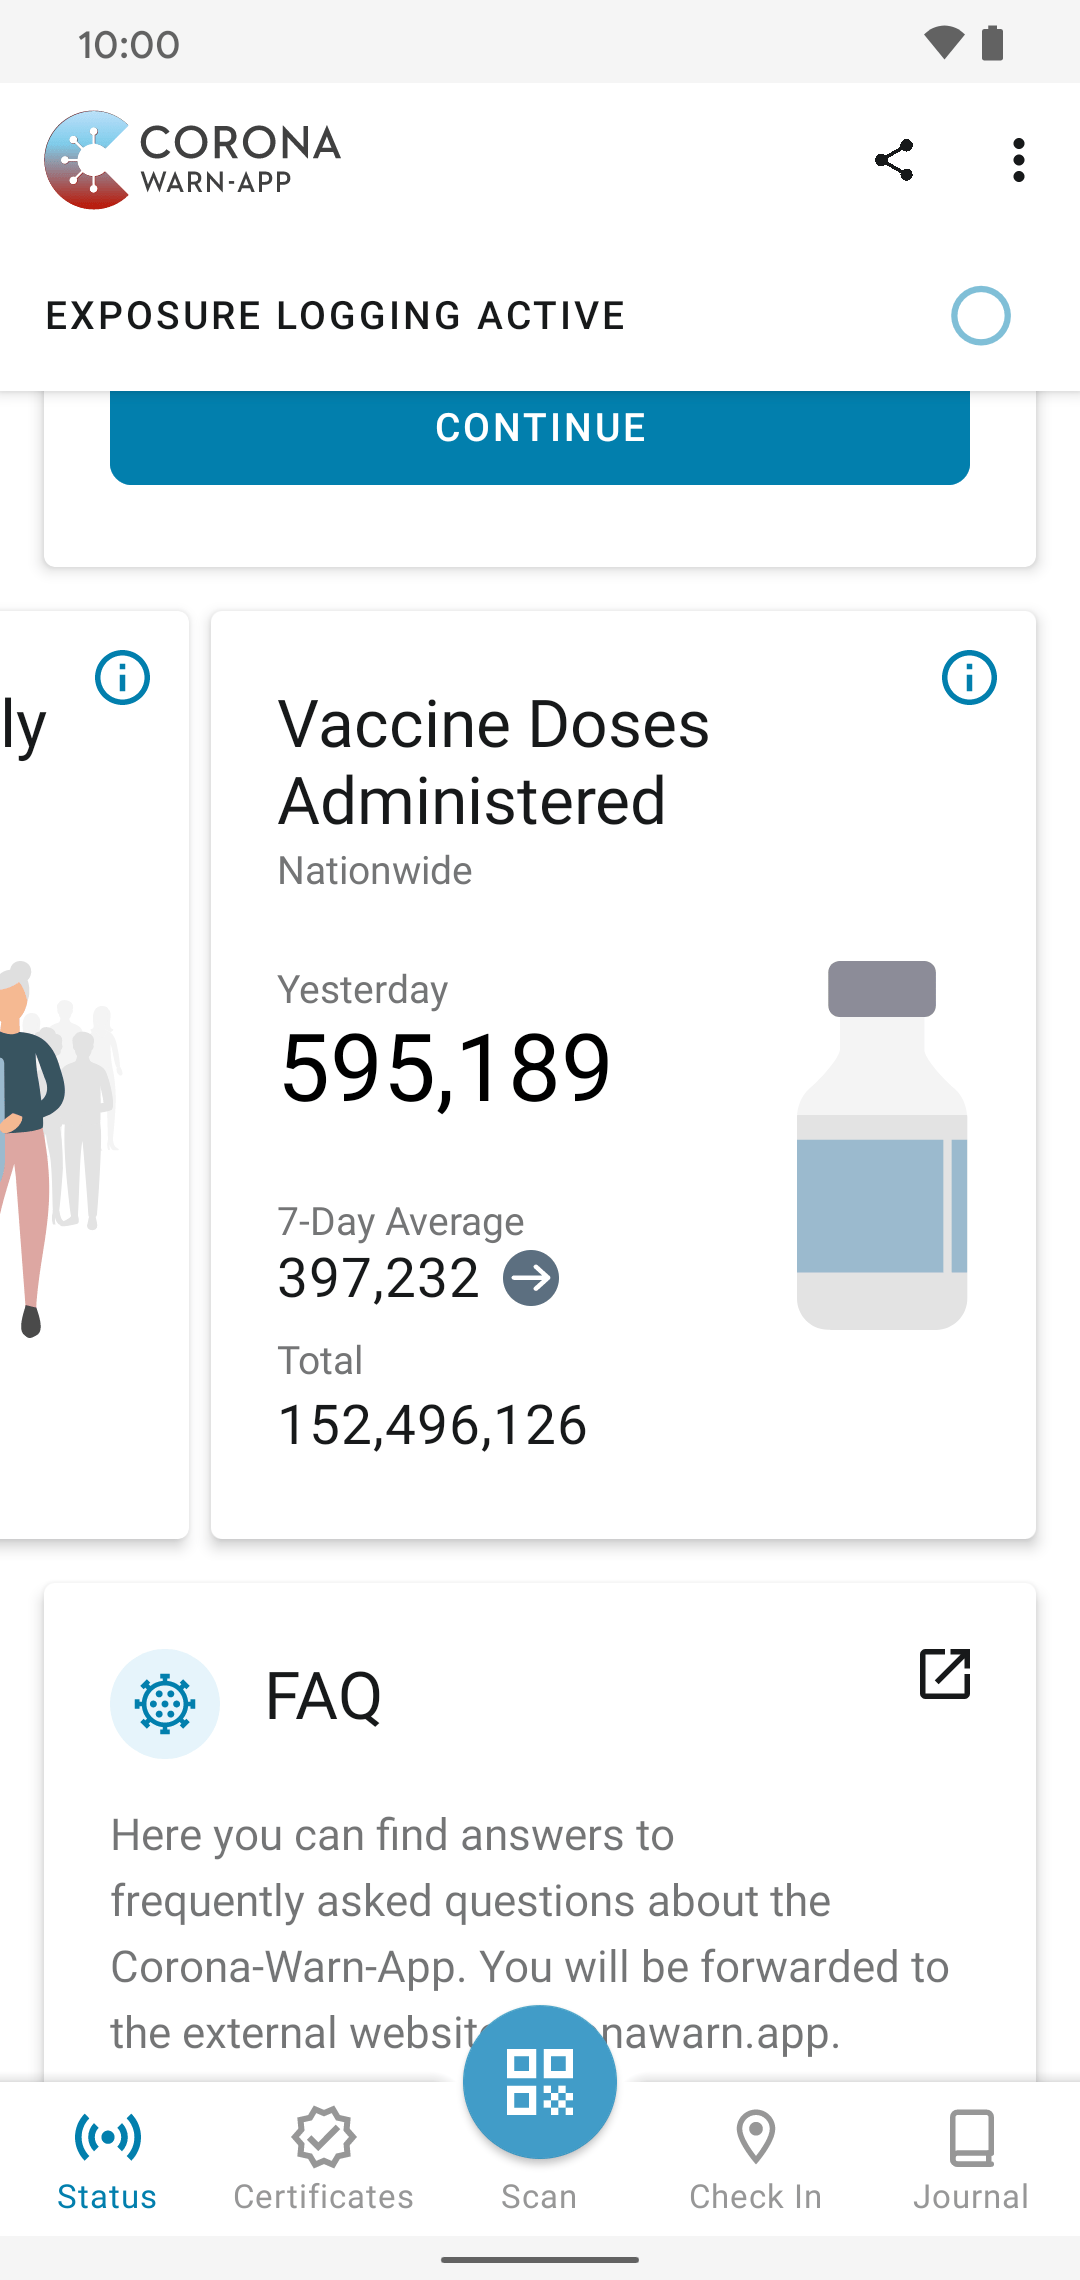 10:00
CORONA
WARN-APP
EXPOSURE LOGGING ACTIVE
CONTINUE
ly
Vaccine Doses
Administered
Nationwide
Yesterday
595,189
7-Day Average
397,232
Total
152,496,126
FAQ
Here you can find answers to
frequently asked questions about the
Corona-Warn-App. You will be forwarded to
the external website nawarn.app.
Status
Certificates
Scan
Check In
Journal